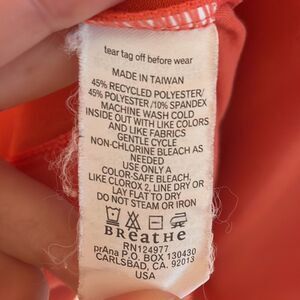 tear tag off before wear
MADE IN TAIWAN
45% RECYCLED POLYESTER/
45% POLYESTER /10% SPANDEX
MACHINE WASH COLD
INSIDE OUT WITH LIKE COLORS
AND LIKE FABRICS
GENTLE CYCLE
NON-CHLORINE BLEACH AS
NEEDED
USE ONLY A
COLOR-SAFE BLEACH,
LIKE CLOROX 2, LINE DRY OR
LAY FLAT TO DRY
DO NOT STEAM OR IRON
BREATHE
RN124977
prAna P.O. BOX 130430
CARLSBAD, CA. 92013
USA